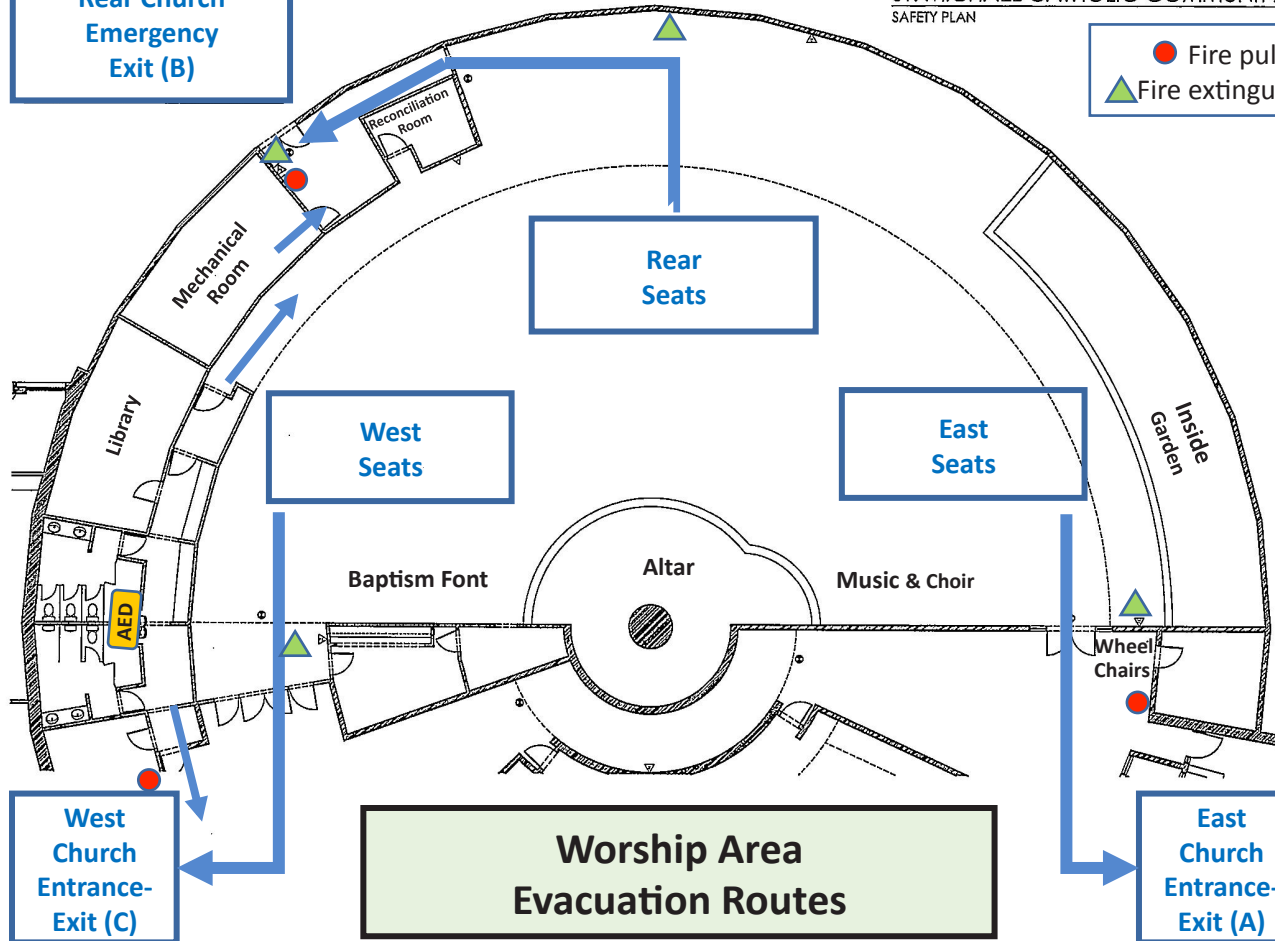 Rear Church
Emergency
Exit (B)
SAFETY PLAN
Fire pul
Fire extingu
Reconciliation
Room
Mechanical
Room
Rear
Seats
Library
West
Seats
East
Seats
Inside
Garden
Baptism Font
Altar
Music & Choir
AED
Wheel
Chairs
West
Church
Entrance-
Exit (C)
Worship Area
Evacuation Routes
East
Church
Entrance-
Exit (A)